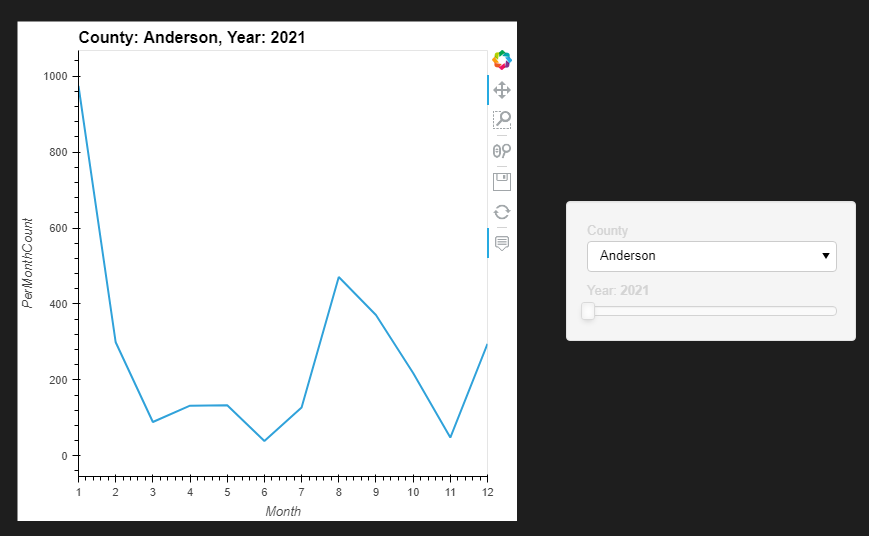 County: Anderson, Year: 2021
1000
800
600
400
200
0
PerMonthCount
1 2 3 4 5 6 7 8 9 10 11 12
Month
County
Anderson
Year: 2021